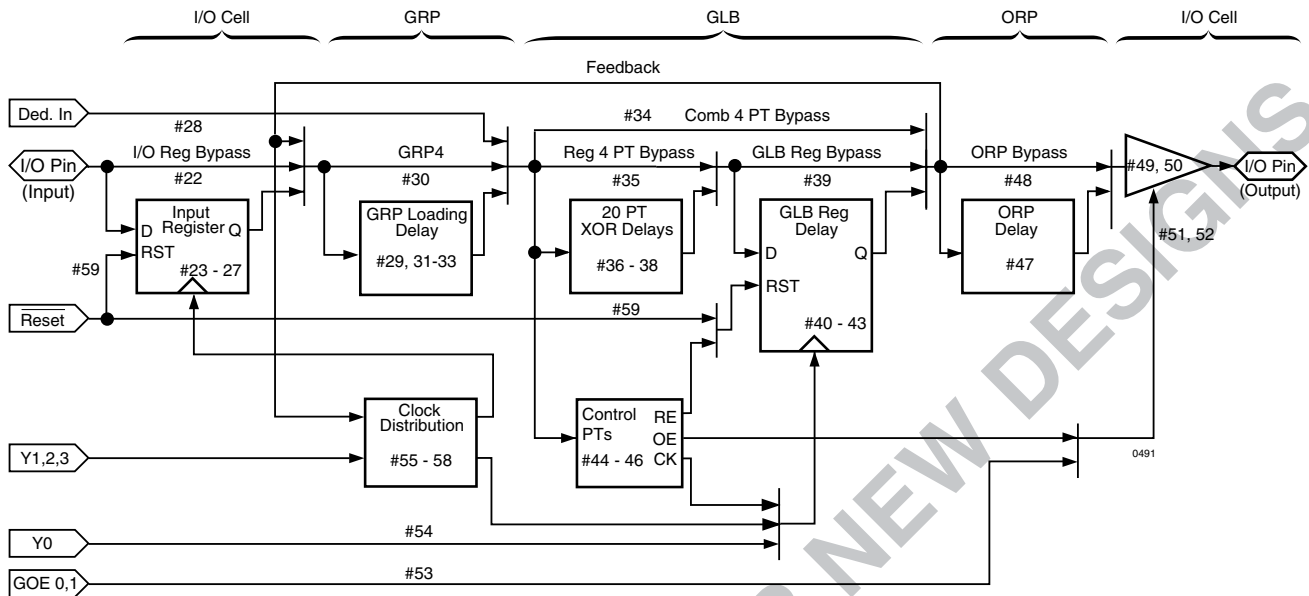 I/O Cell GRP GLB ORP I/O Cell
Feedback
Ded. In
#28
#34 Comb 4 PT Bypass
I/O Pin
(Input)
I/O Reg Bypass
#22
GRP4
#30
Reg 4 PT Bypass
#35
GLB Reg Bypass
#39
ORP Bypass
#48
#49, 50
I/O Pin
(Output)
#51, 52
Input
Register
D
Q
RST
#23 - 27
#59
GRP Loading
Delay
#29, 31-33
20 PT
XOR Delays
#36 - 38
GLB Reg
Delay
D
Q
RST
#40 - 43
ORP
Delay
#47
Reset
#59
Clock
Distribution
#55 - 58
Control
PTs
RE
OE
CK
#44 - 46
0491
Y1,2,3
Y0
#54
GOE 0,1
#53
NEW DESIGNS